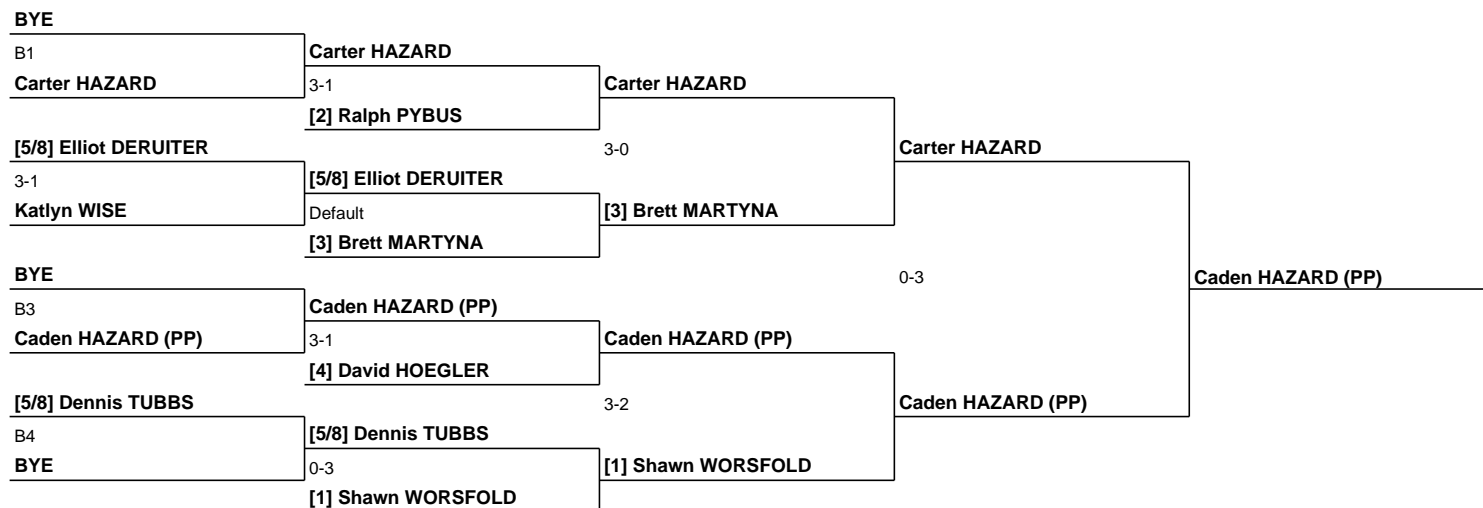 BYE
B1
Carter HAZARD
Carter HAZARD
3-1
Carter HAZARD
[2] Ralph PYBUS
[5/8] Elliot DERUITER
3-0
Carter HAZARD
3-1
[5/8] Elliot DERUITER
Katlyn WISE
Default
[3] Brett MARTYNA
[3] Brett MARTYNA
BYE
0-3
Caden HAZARD (PP)
B3
Caden HAZARD (PP)
Caden HAZARD (PP)
3-1
Caden HAZARD (PP)
[4] David HOEGLER
[5/8] Dennis TUBBS
3-2
Caden HAZARD (PP)
B4
[5/8] Dennis TUBBS
BYE
0-3
[1] Shawn WORSFOLD
[1] Shawn WORSFOLD